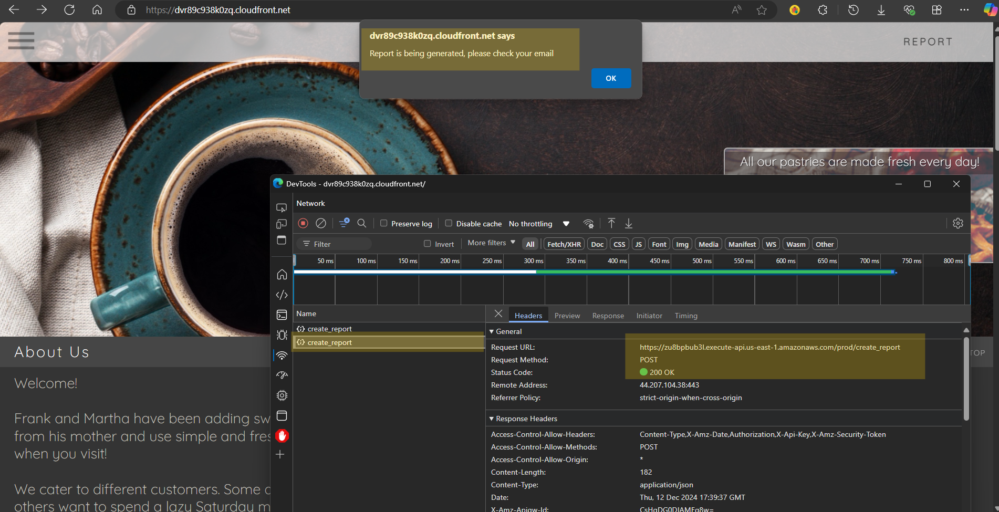 https://dvr89c938k0zq.cloudfront.net
REPORT
dvr89c938k0zq.cloudfront.net says
Report is being generated, please check your email
OK
All our pastries are made fresh every day!
DevTools - dvr89c938k0zq.cloudfront.net/
Network
Preserve log
Disable cache
No throttling
Filter
Invert
More filters
All
Fetch/XHR
Doc
CSS
JS
Font
Img
Media
Manifest
WS
Wasm
Other
50 ms
100 ms
150 ms
200 ms
250 ms
300 ms
350 ms
400 ms
450 ms
500 ms
550 ms
600 ms
650 ms
700 ms
750 ms
800 ms
Name
create_report
create_report
Headers
Preview
Response
Initiator
Timing
General
Request URL: https://zu8bpbub3l.execute-api.us-east-1.amazonaws.com/prod/create_report
Request Method: POST
Status Code: 200 OK
Remote Address: 44.207.104.38:443
Referrer Policy: strict-origin-when-cross-origin
Response Headers
Access-Control-Allow-Headers: Content-Type,X-Amz-Date,Authorization,X-Api-Key,X-Amz-Security-Token
Access-Control-Allow-Methods: POST
Access-Control-Allow-Origin: *
Content-Length: 182
Content-Type: application/json
Date: Thu, 12 Dec 2024 17:39:37 GMT
X-Amz-Apigw-Id:
TOP
About Us
Welcome!
Frank and Martha have been adding sw
from his mother and use simple and fres
when you visit!
We cater to different customers. Some
others want to spend a lazy Saturday m